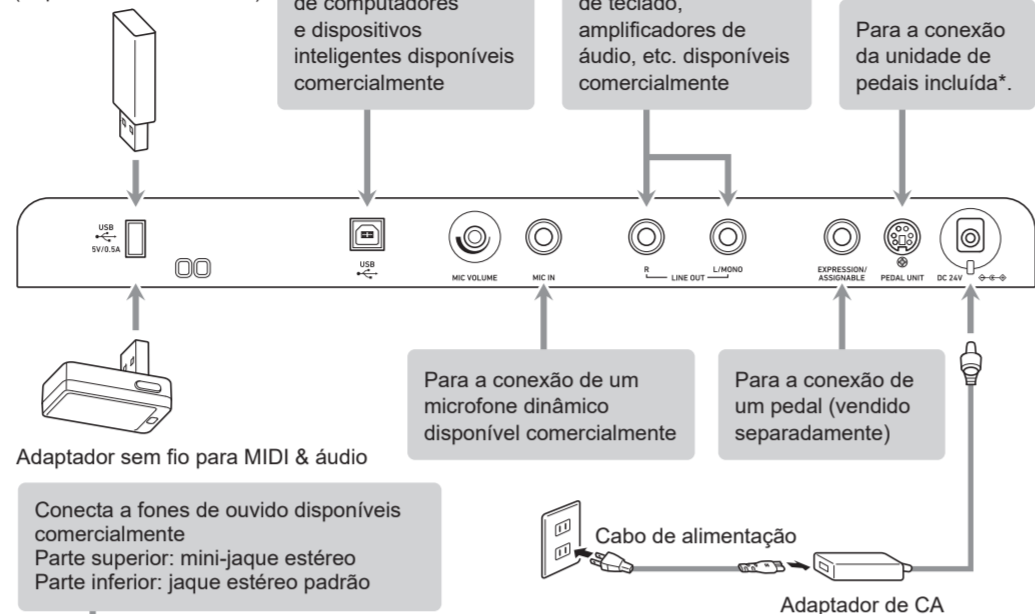 de computadores
e dispositivos
inteligentes disponíveis
comercialmente
de teclado,
amplificadores de
áudio, etc. disponíveis
comercialmente
Para a conexão
da unidade de
pedais incluída*.
USB
5V/0.5A
USB
MIC VOLUME
MIC IN
R
L/MONO
LINE OUT
EXPRESSION/
ASSIGNABLE
PEDAL UNIT
DC 24V
Para a conexão de um
microfone dinâmico
disponível comercialmente
Para a conexão de
um pedal (vendido
separadamente)
Adaptador sem fio para MIDI & áudio
Conecta a fones de ouvido disponíveis
comercialmente
Parte superior: mini-jaque estéreo
Parte inferior: jaque estéreo padrão
Cabo de alimentação
Adaptador de CA